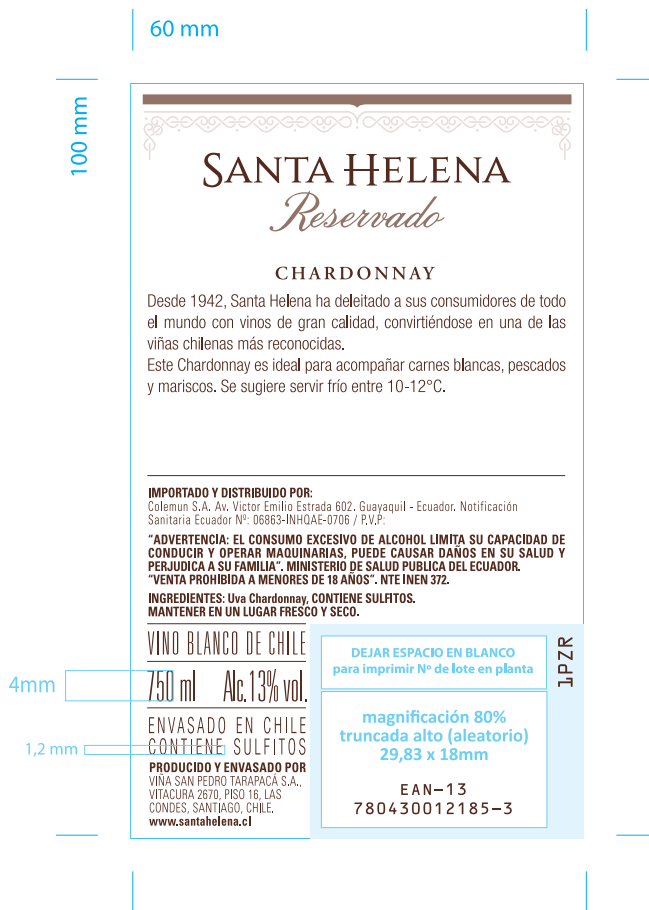 60 mm
100 mm
SANTA HELENA
Reservado
CHARDONNAY
Desde 1942, Santa Helena ha deleitado a sus consumidores de todo
el mundo con vinos de gran calidad, convirtiéndose en una de las
viñas chilenas más reconocidas.
Este Chardonnay es ideal para acompañar carnes blancas, pescados
y mariscos. Se sugiere servir frío entre 10-12°C.
IMPORTADO Y DISTRIBUIDO POR:
Colemun S.A. Av. Victor Emilio Estrada 602. Guayaquil - Ecuador. Notificación
Sanitaria Ecuador Nº: 06863-INHQAE-0706 / P.V.P:
“ADVERTENCIA: EL CONSUMO EXCESIVO DE ALCOHOL LIMITA SU CAPACIDAD DE
CONDUCIR Y OPERAR MAQUINARIAS, PUEDE CAUSAR DAÑOS EN SU SALUD Y
PERJUDICA A SU FAMILIA”. MINISTERIO DE SALUD PUBLICA DEL ECUADOR.
“VENTA PROHIBIDA A MENORES DE 18 AÑOS”. NTE INEN 372.
INGREDIENTES: Uva Chardonnay, CONTIENE SULFITOS.
MANTENER EN UN LUGAR FRESCO Y SECO.
VINO BLANCO DE CHILE
4mm
750 ml Alc.13% vol.
ENVASADO EN CHILE
1,2 mm
CONTIENE SULFITOS
PRODUCIDO Y ENVASADO POR
VIÑA SAN PEDRO TARAPACÁ S.A.,
VITACURA 2670, PISO 16, LAS
CONDES, SANTIAGO, CHILE.
www.santahelena.cl
DEJAR ESPACIO EN BLANCO
para imprimir Nº de lote en planta
1PZR
magnificación 80%
truncada alto (aleatorio)
29,83 x 18mm
EAN-13
780430012185-3